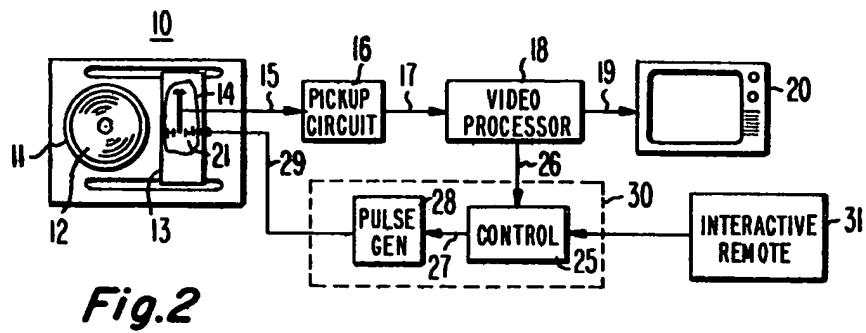 10
11
12
13
14
21
15
29
16
PICKUP
CIRCUIT
17
18
VIDEO
PROCESSOR
19
20
26
30
28
PULSE
GEN
27
CONTROL
25
INTERACTIVE
REMOTE
31
Fig.2